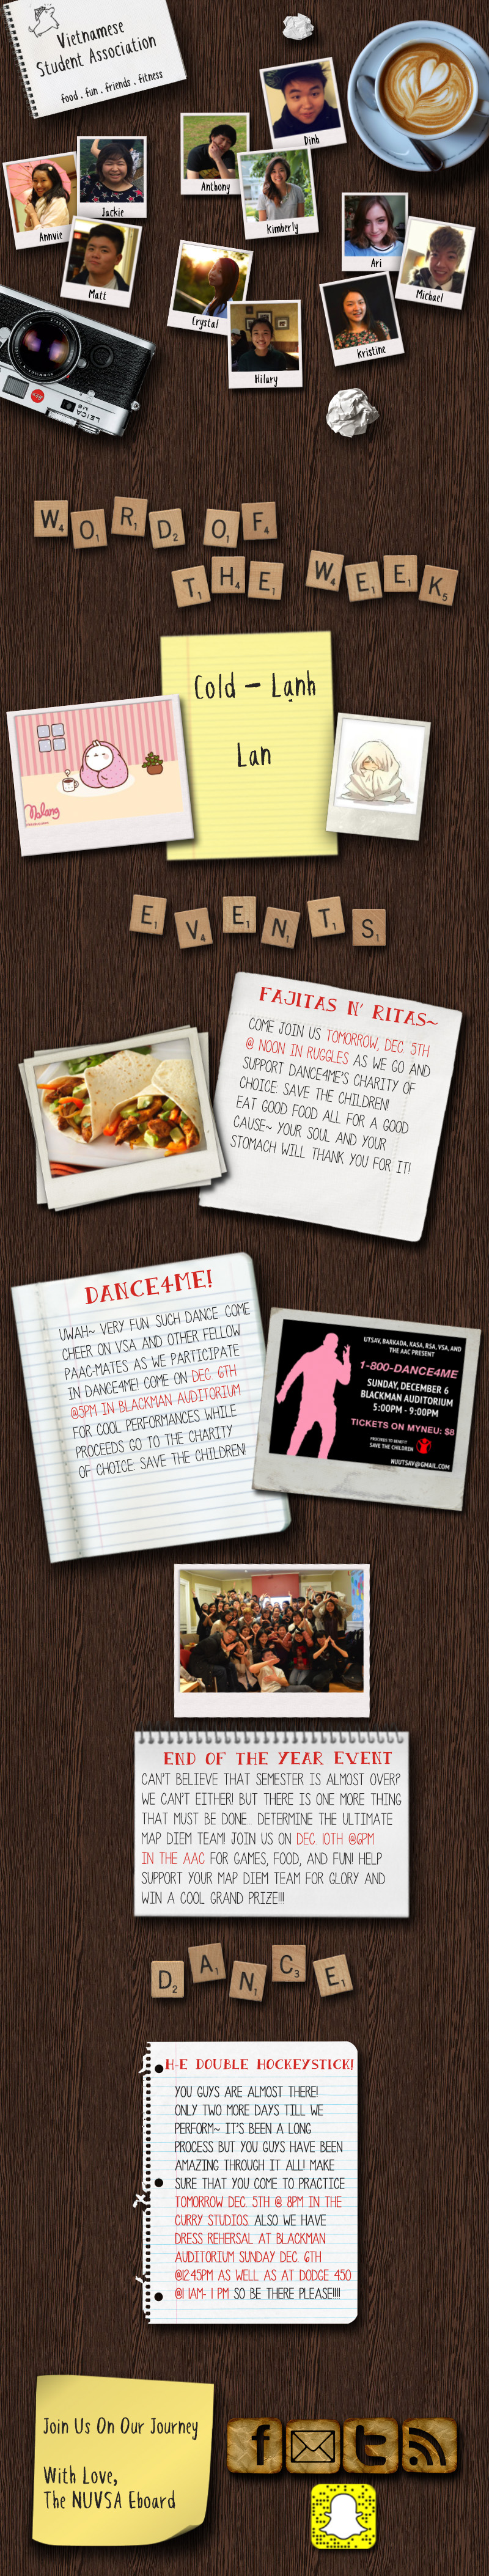 Vietnamese
Student Association
food . fun . friends . fitness
Dinh
Anthony
Kimberly
Jackie
Annvie
Matt
Ari
Michael
Crystal
Kristine
Hilary
WORD OF
THE WEEK
Cold - Lạnh
Lan
Molang
EVENTS
FAJITAS N' RITAS~
COME JOIN US TOMORROW, DEC. 5TH
@ NOON IN RUGGLES AS WE GO AND
SUPPORT DANCE4ME'S CHARITY OF
CHOICE: SAVE THE CHILDREN!
EAT GOOD FOOD ALL FOR A GOOD
CAUSE~ YOUR SOUL AND YOUR
STOMACH WILL THANK YOU FOR IT!
DANCE4ME!
UWAH~ VERY FUN. SUCH DANCE. COME
CHEER ON VSA AND OTHER FELLOW
PAAC-MATES AS WE PARTICIPATE
IN DANCE4ME! COME ON DEC. 6TH
@5PM IN BLACKMAN AUDITORIUM
FOR COOL PERFORMANCES WHILE
PROCEEDS GO TO THE CHARITY
OF CHOICE: SAVE THE CHILDREN!
UTSAV, BARKADA, KASA, RSA, VSA, AND
THE AAC PRESENT
1-800-DANCE4ME
SUNDAY, DECEMBER 6
BLACKMAN AUDITORIUM
5:00PM - 9:00PM
TICKETS ON MYNEU: $8
PROCEEDS TO BENEFIT
SAVE THE CHILDREN
NUUTSAV@GMAIL.COM
END OF THE YEAR EVENT
CAN'T BELIEVE THAT SEMESTER IS ALMOST OVER?
WE CAN'T EITHER! BUT THERE IS ONE MORE THING
THAT MUST BE DONE... DETERMINE THE ULTIMATE
MAP DIEM TEAM! JOIN US ON DEC. 10TH @6PM
IN THE AAC FOR GAMES, FOOD, AND FUN! HELP
SUPPORT YOUR MAP DIEM TEAM FOR GLORY AND
WIN A COOL GRAND PRIZE!!!
DANCE
H-E DOUBLE HOCKEYSTICK!
YOU GUYS ARE ALMOST THERE!
ONLY TWO MORE DAYS TILL WE
PERFORM~ IT'S BEEN A LONG
PROCESS BUT YOU GUYS HAVE BEEN
AMAZING THROUGH IT ALL! MAKE
SURE THAT YOU COME TO PRACTICE
TOMORROW DEC. 5TH @ 8PM IN THE
CURRY STUDIOS. ALSO WE HAVE
DRESS REHERSAL AT BLACKMAN
AUDITORIUM SUNDAY DEC. 6TH
@12:45PM AS WELL AS AT DODGE 450
@11AM-1PM SO BE THERE PLEASE!!!!
Join Us On Our Journey
With Love,
The NUVSA Eboard